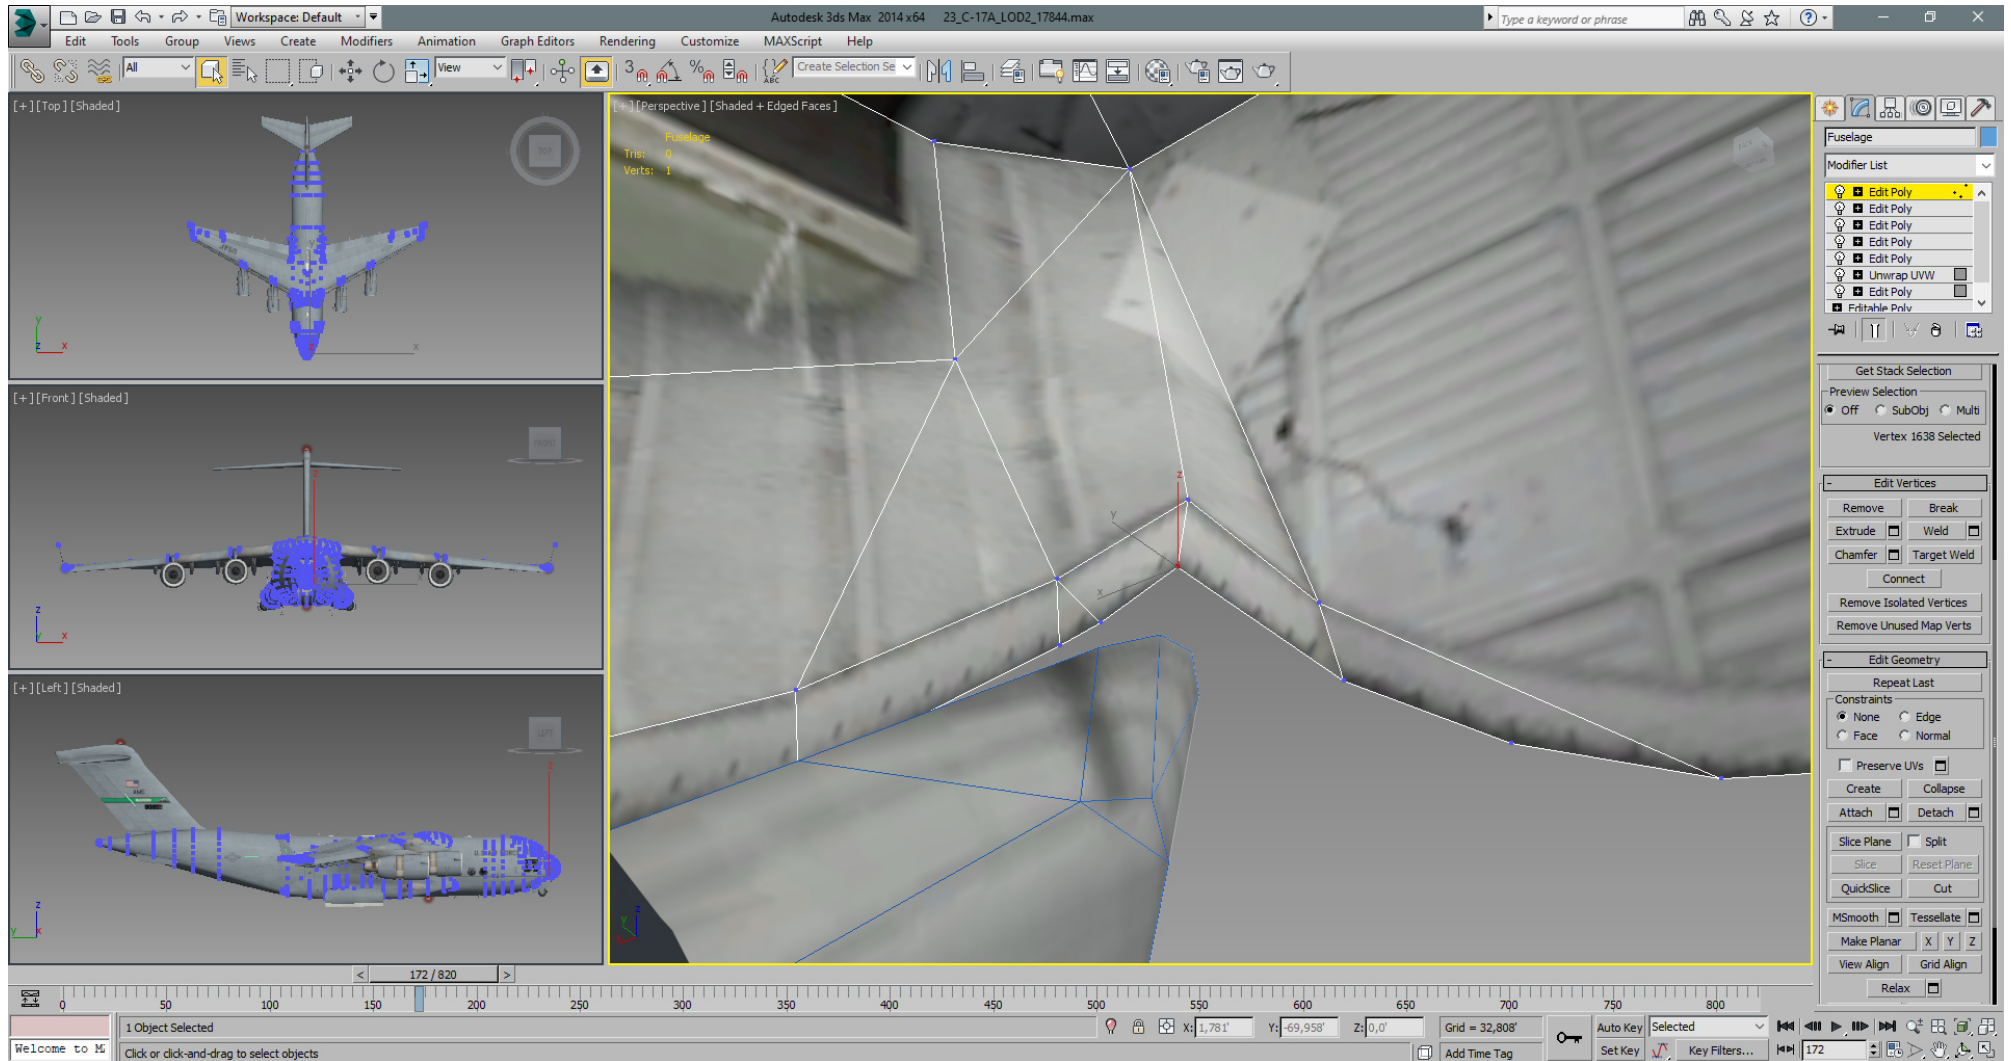 Workspace: Default
Autodesk 3ds Max 2014 x64 23_C-17A_LOD2_17844.max
Type a keyword or phrase
Edit Tools Group Views Create Modifiers Animation Graph Editors Rendering Customize MAXScript Help
All View Create Selection Se
[+][Top][Shaded]
TOP
[+][Front][Shaded]
FRONT
[+][Left][Shaded]
LEFT
[+][Perspective][Shaded + Edged Faces]
Fuselage
Tris: 0
Verts: 1
Fuselage
Modifier List
Edit Poly
Edit Poly
Edit Poly
Edit Poly
Edit Poly
Unwrap UVW
Edit Poly
Editable Poly
Get Stack Selection
Preview Selection
Off SubObj Multi
Vertex 1638 Selected
- Edit Vertices
Remove Break
Extrude Weld
Chamfer Target Weld
Connect
Remove Isolated Vertices
Remove Unused Map Verts
- Edit Geometry
Repeat Last
Constraints
None Edge
Face Normal
Preserve UVs
Create Collapse
Attach Detach
Slice Plane Split
Slice Reset Plane
QuickSlice Cut
MSmooth Tessellate
Make Planar X Y Z
View Align Grid Align
Relax
< 172 / 820 >
0 50 100 150 200 250 300 350 400 450 500 550 600 650 700 750 800
1 Object Selected
X: 1,781' Y: -69,958' Z: 0,0' Grid = 32,808'
Auto Key Selected
Welcome to M
Click or click-and-drag to select objects
Add Time Tag
Set Key Key Filters... 172